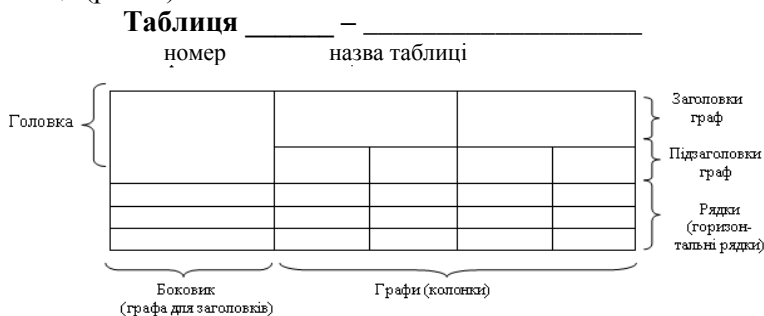 Таблиця ______ – ____________________
номер назва таблиці
Головка
Заголовки
граф
Підзаголовки
граф
Рядки
(горизон-
тальні рядки)
Боковик
(графа для заголовків)
Графи (колонки)